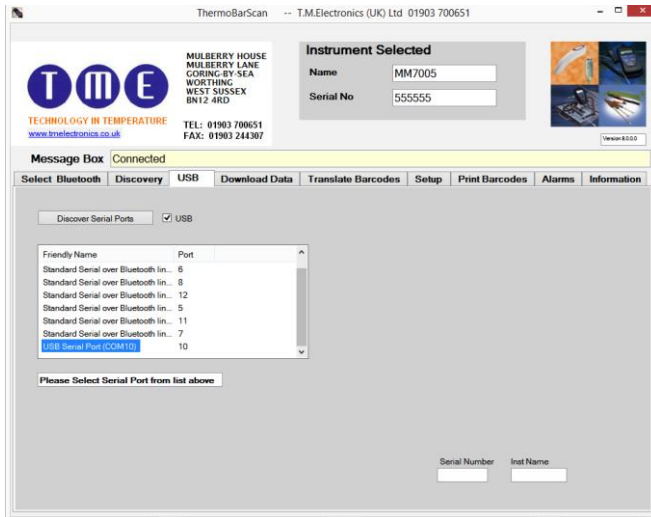 ThermoBarScan -- T.M.Electronics (UK) Ltd 01903 700651
TME
TECHNOLOGY IN TEMPERATURE
www.tmelectronics.co.uk
MULBERRY HOUSE
MULBERRY LANE
GORING-BY-SEA
WORTHING
WEST SUSSEX
BN12 4RD
TEL: 01903 700651
FAX: 01903 244307
Instrument Selected
Name MM7005
Serial No 555555
Version 8.0.0.0
Message Box Connected
Select Bluetooth Discovery USB Download Data Translate Barcodes Setup Print Barcodes Alarms Information
Discover Serial Ports USB
Friendly Name Port
Standard Serial over Bluetooth lin... 6
Standard Serial over Bluetooth lin... 8
Standard Serial over Bluetooth lin... 12
Standard Serial over Bluetooth lin... 5
Standard Serial over Bluetooth lin... 11
Standard Serial over Bluetooth lin... 7
USB Serial Port (COM10) 10
Please Select Serial Port from list above
Serial Number Inst Name